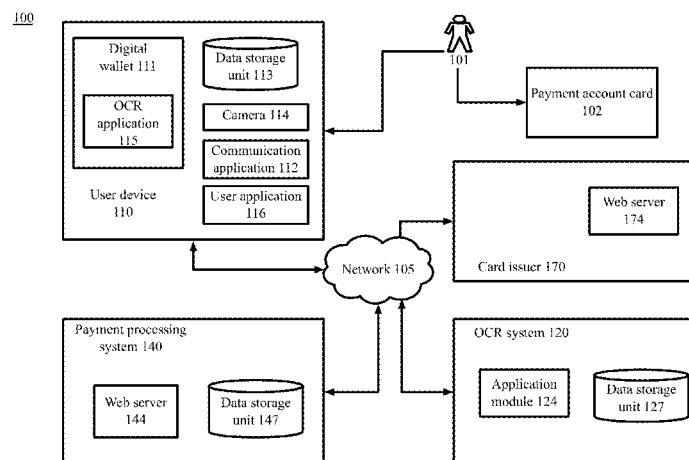 100
Digital
wallet 111
OCR
application
115
Data storage
unit 113
Camera 114
Communication
application 112
User application
116
User device
110
101
Payment account card
102
Web server
174
Card issuer 170
Network 105
Payment processing
system 140
Web server
144
Data storage
unit 147
OCR system 120
Application
module 124
Data storage
unit 127